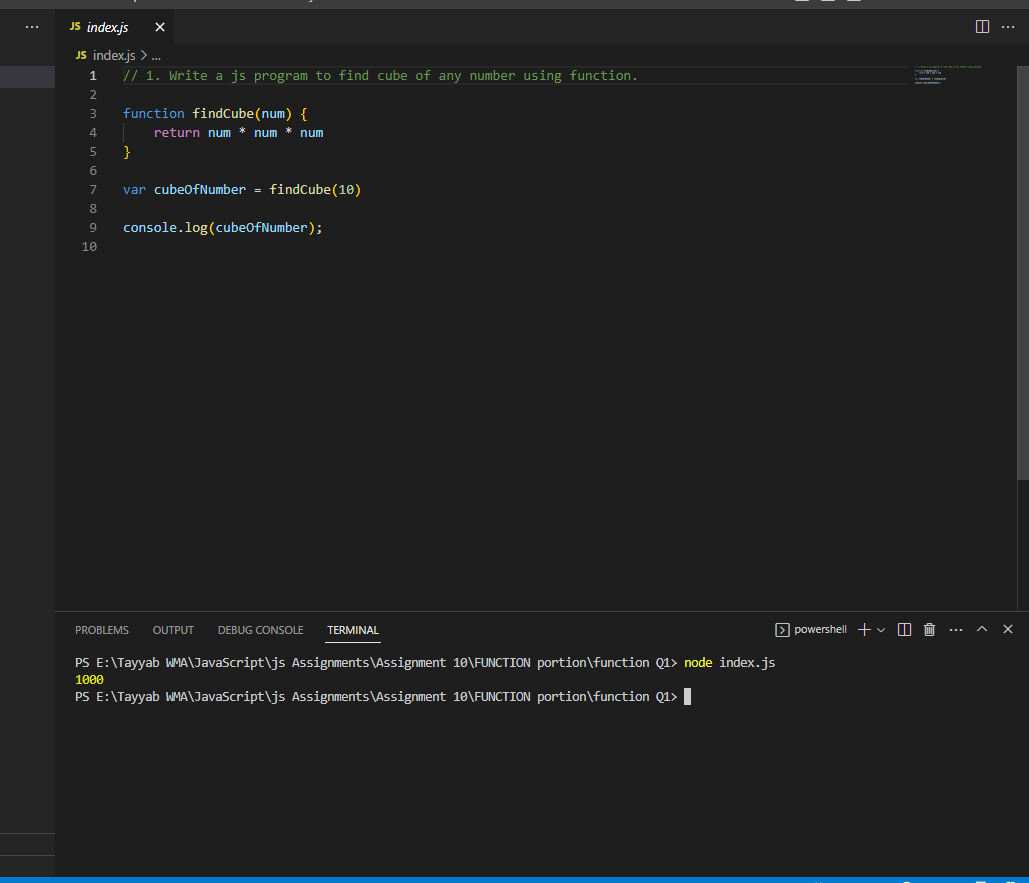 JS index.js
JS index.js > ...
1 // 1. Write a js program to find cube of any number using function.
2
3 function findCube(num) {
4 return num * num * num
5 }
6
7 var cubeOfNumber = findCube(10)
8
9 console.log(cubeOfNumber);
10
PROBLEMS OUTPUT DEBUG CONSOLE TERMINAL powershell
PS E:\Tayyab WMA\JavaScript\js Assignments\Assignment 10\FUNCTION portion\function Q1> node index.js
1000
PS E:\Tayyab WMA\JavaScript\js Assignments\Assignment 10\FUNCTION portion\function Q1>